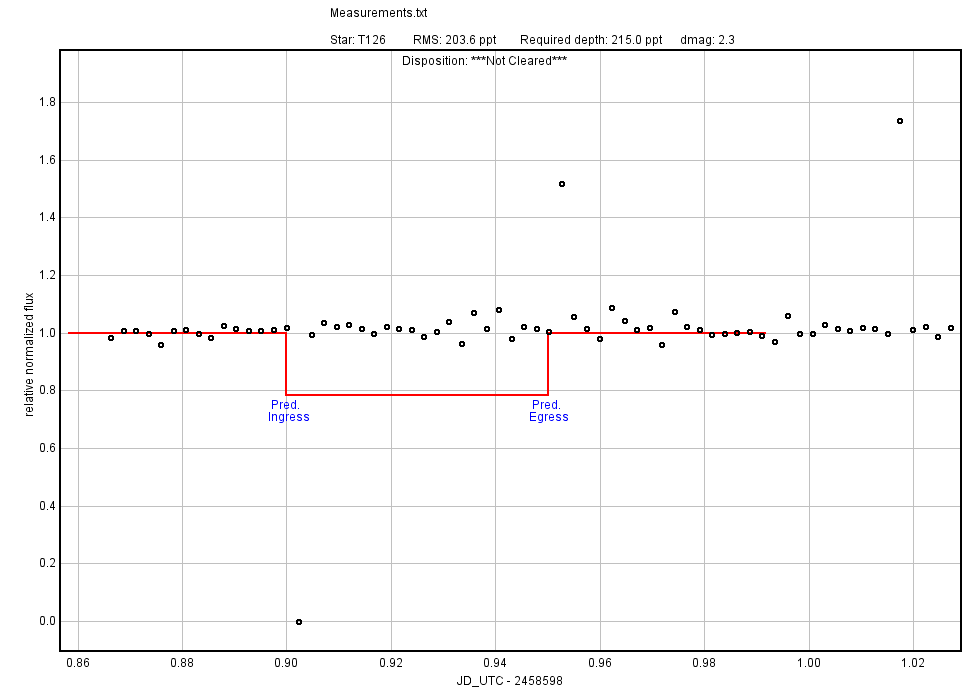 Measurements.txt
Star: T126 RMS: 203.6 ppt Required depth: 215.0 ppt dmag: 2.3
Disposition: ***Not Cleared***
relative normalized flux
1.8
1.6
1.4
1.2
1.0
0.8
0.6
0.4
0.2
0.0
Pred.
Ingress
Pred.
Egress
0.86 0.88 0.90 0.92 0.94 0.96 0.98 1.00 1.02
JD_UTC - 2458598